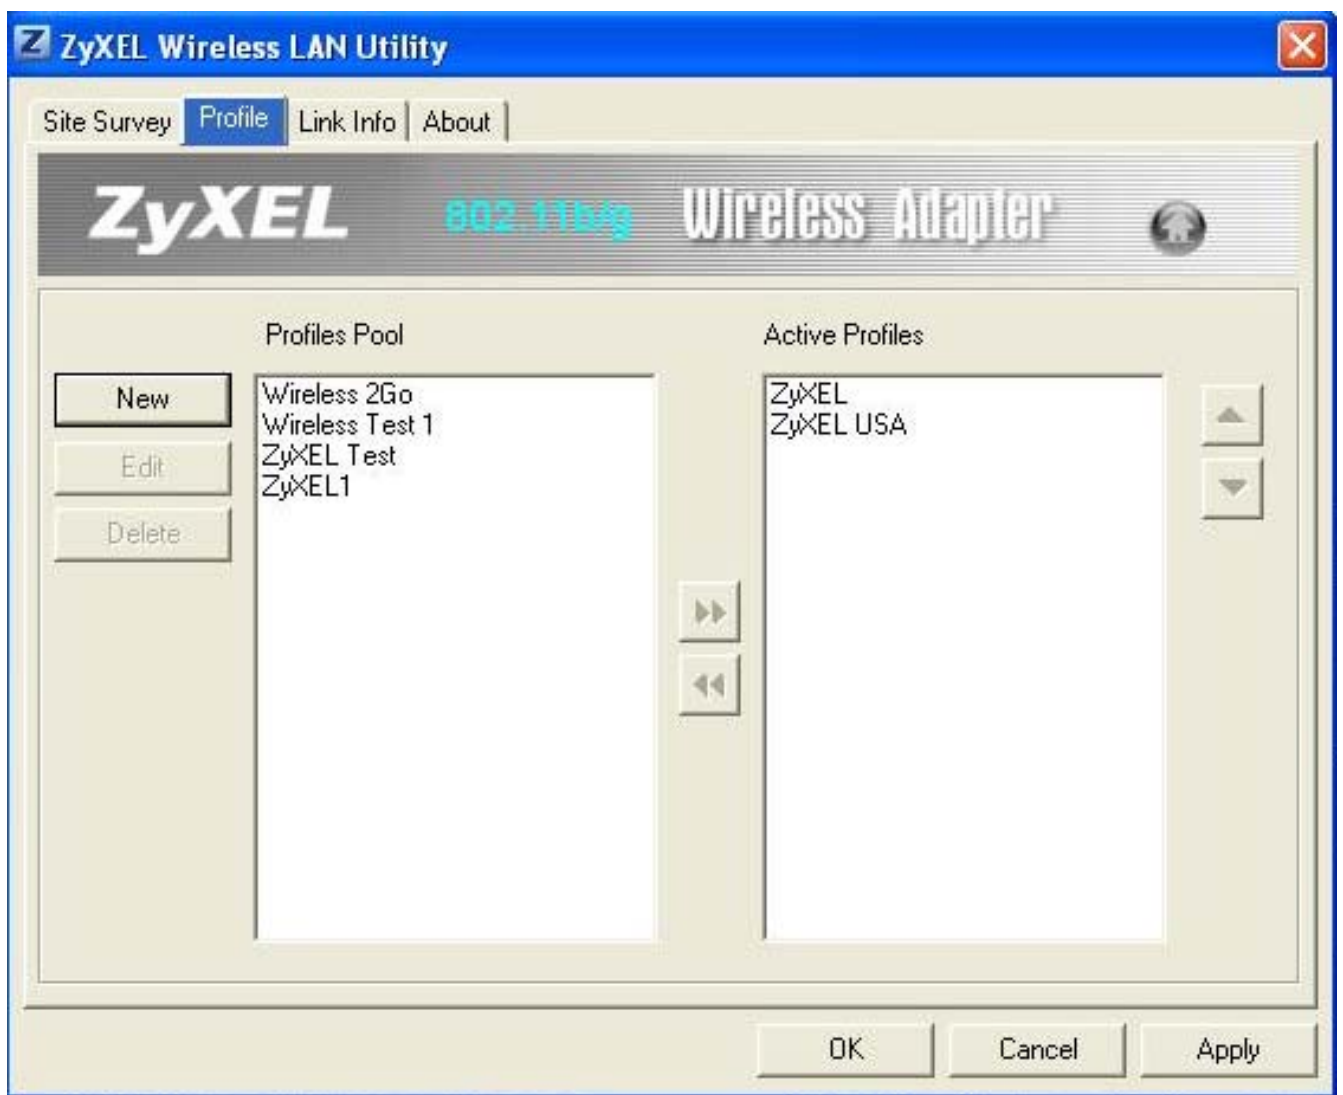 Z ZyXEL Wireless LAN Utility
Site Survey Profile Link Info About
ZyXEL 802.11b/g Wireless Adapter
Profiles Pool Active Profiles
New
Edit
Delete
Wireless 2Go
Wireless Test 1
ZyXEL Test
ZyXEL1
ZyXEL
ZyXEL USA
OK Cancel Apply